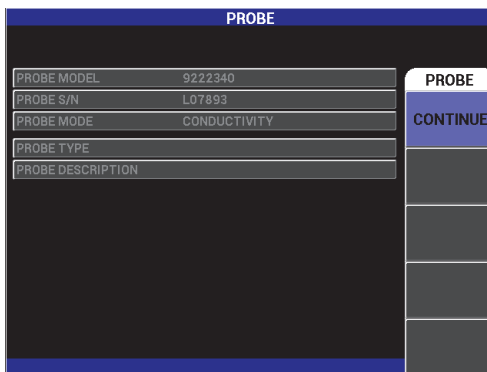 PROBE
PROBE MODEL 9222340
PROBE S/N L07893
PROBE MODE CONDUCTIVITY
PROBE TYPE
PROBE DESCRIPTION
PROBE
CONTINUE